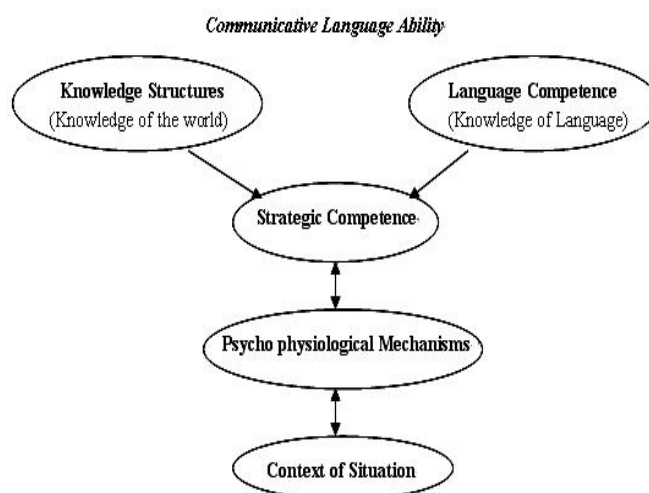 Communicative Language Ability
Knowledge Structures
(Knowledge of the world)
Language Competence
(Knowledge of Language)
Strategic Competence
Psycho physiological Mechanisms
Context of Situation